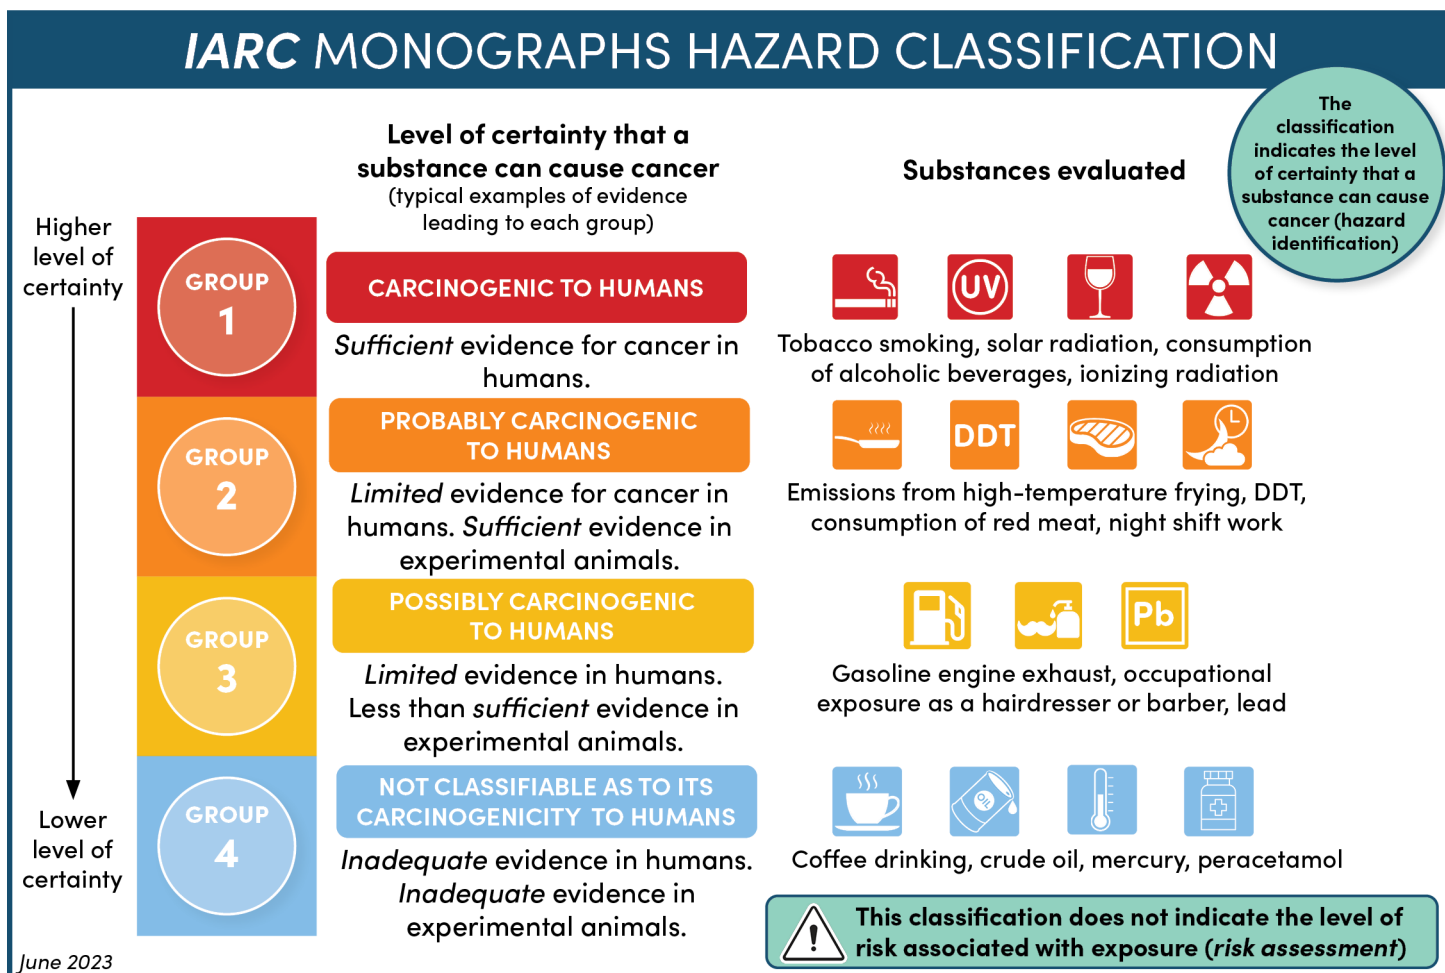 IARC MONOGRAPHS HAZARD CLASSIFICATION
The
classification
indicates the level
of certainty that a
substance can cause
cancer (hazard
identification)
Level of certainty that a
substance can cause cancer
(typical examples of evidence
leading to each group)
Substances evaluated
Higher
level of
certainty
GROUP
1
CARCINOGENIC TO HUMANS
Sufficient evidence for cancer in
humans.
UV
Tobacco smoking, solar radiation, consumption
of alcoholic beverages, ionizing radiation
GROUP
2
PROBABLY CARCINOGENIC
TO HUMANS
Limited evidence for cancer in
humans. Sufficient evidence in
experimental animals.
DDT
Emissions from high-temperature frying, DDT,
consumption of red meat, night shift work
GROUP
3
POSSIBLY CARCINOGENIC
TO HUMANS
Limited evidence in humans.
Less than sufficient evidence in
experimental animals.
Pb
Gasoline engine exhaust, occupational
exposure as a hairdresser or barber, lead
GROUP
4
NOT CLASSIFIABLE AS TO ITS
CARCINOGENICITY TO HUMANS
Inadequate evidence in humans.
Inadequate evidence in
experimental animals.
OIL
Coffee drinking, crude oil, mercury, peracetamol
Lower
level of
certainty
This classification does not indicate the level of
risk associated with exposure (risk assessment)
June 2023